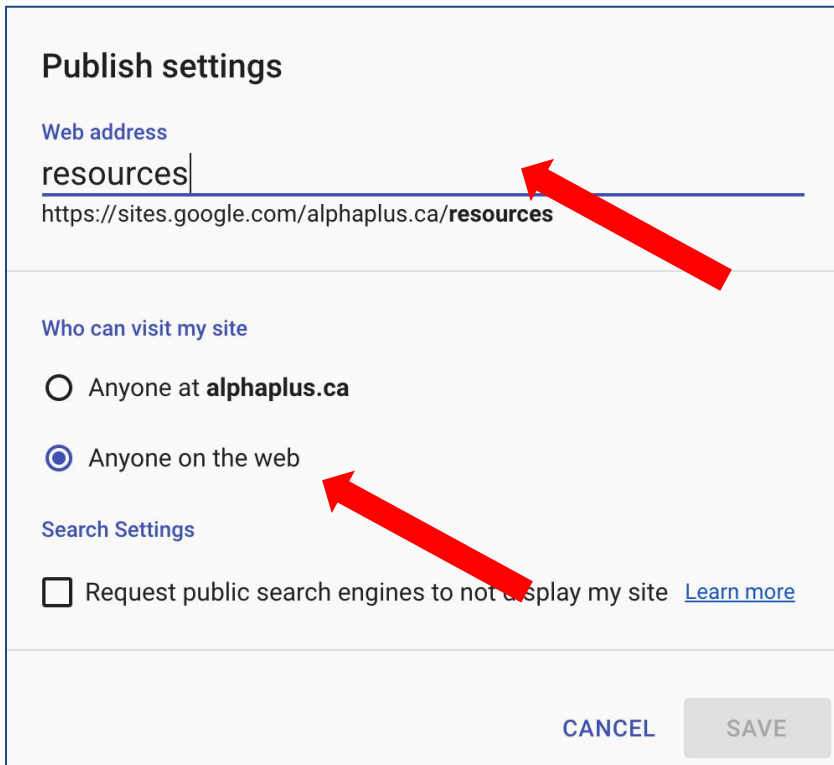 Publish settings
Web address
resources
https://sites.google.com/alphaplus.ca/resources
Who can visit my site
Anyone at alphaplus.ca
Anyone on the web
Search Settings
Request public search engines to not display my site Learn more
CANCEL SAVE